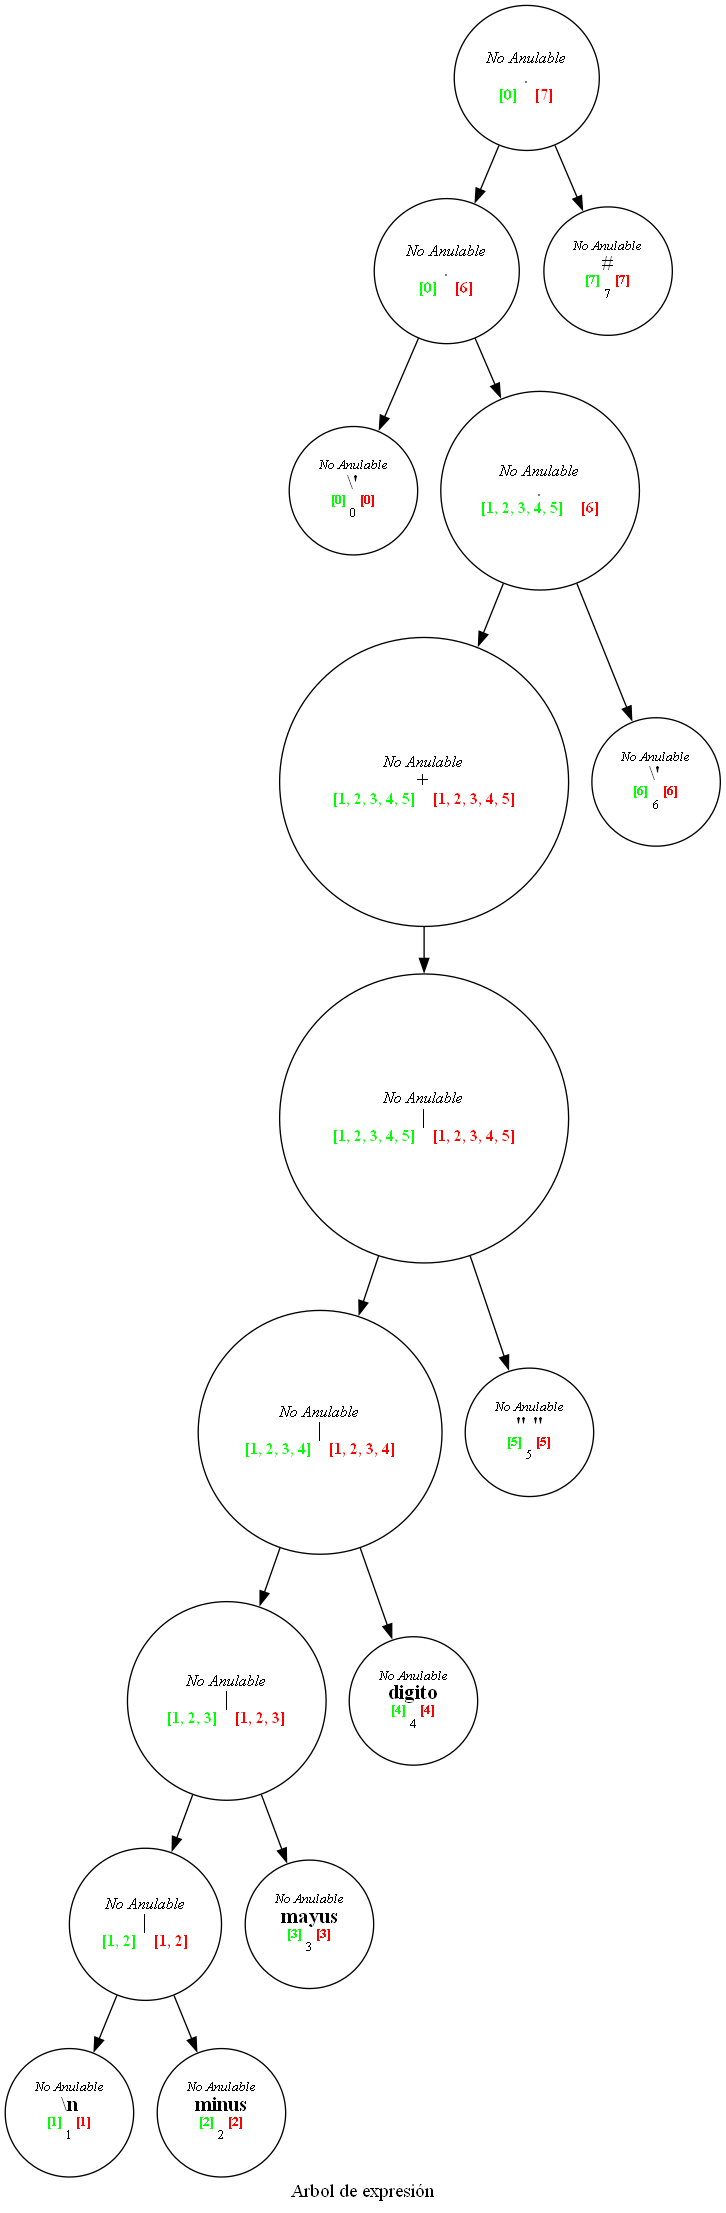 No Anulable
.
[0] [7]
No Anulable
.
[0] [6]
No Anulable
#
[7] [7]
7
No Anulable
\'
[0] [0]
0
No Anulable
.
[1, 2, 3, 4, 5] [6]
No Anulable
+
[1, 2, 3, 4, 5] [1, 2, 3, 4, 5]
No Anulable
\'
[6] [6]
6
No Anulable
|
[1, 2, 3, 4, 5] [1, 2, 3, 4, 5]
No Anulable
|
[1, 2, 3, 4] [1, 2, 3, 4]
No Anulable
" "
[5] [5]
5
No Anulable
|
[1, 2, 3] [1, 2, 3]
No Anulable
digito
[4] [4]
4
No Anulable
|
[1, 2] [1, 2]
No Anulable
mayus
[3] [3]
3
No Anulable
\n
[1] [1]
1
No Anulable
minus
[2] [2]
2
Arbol de expresión